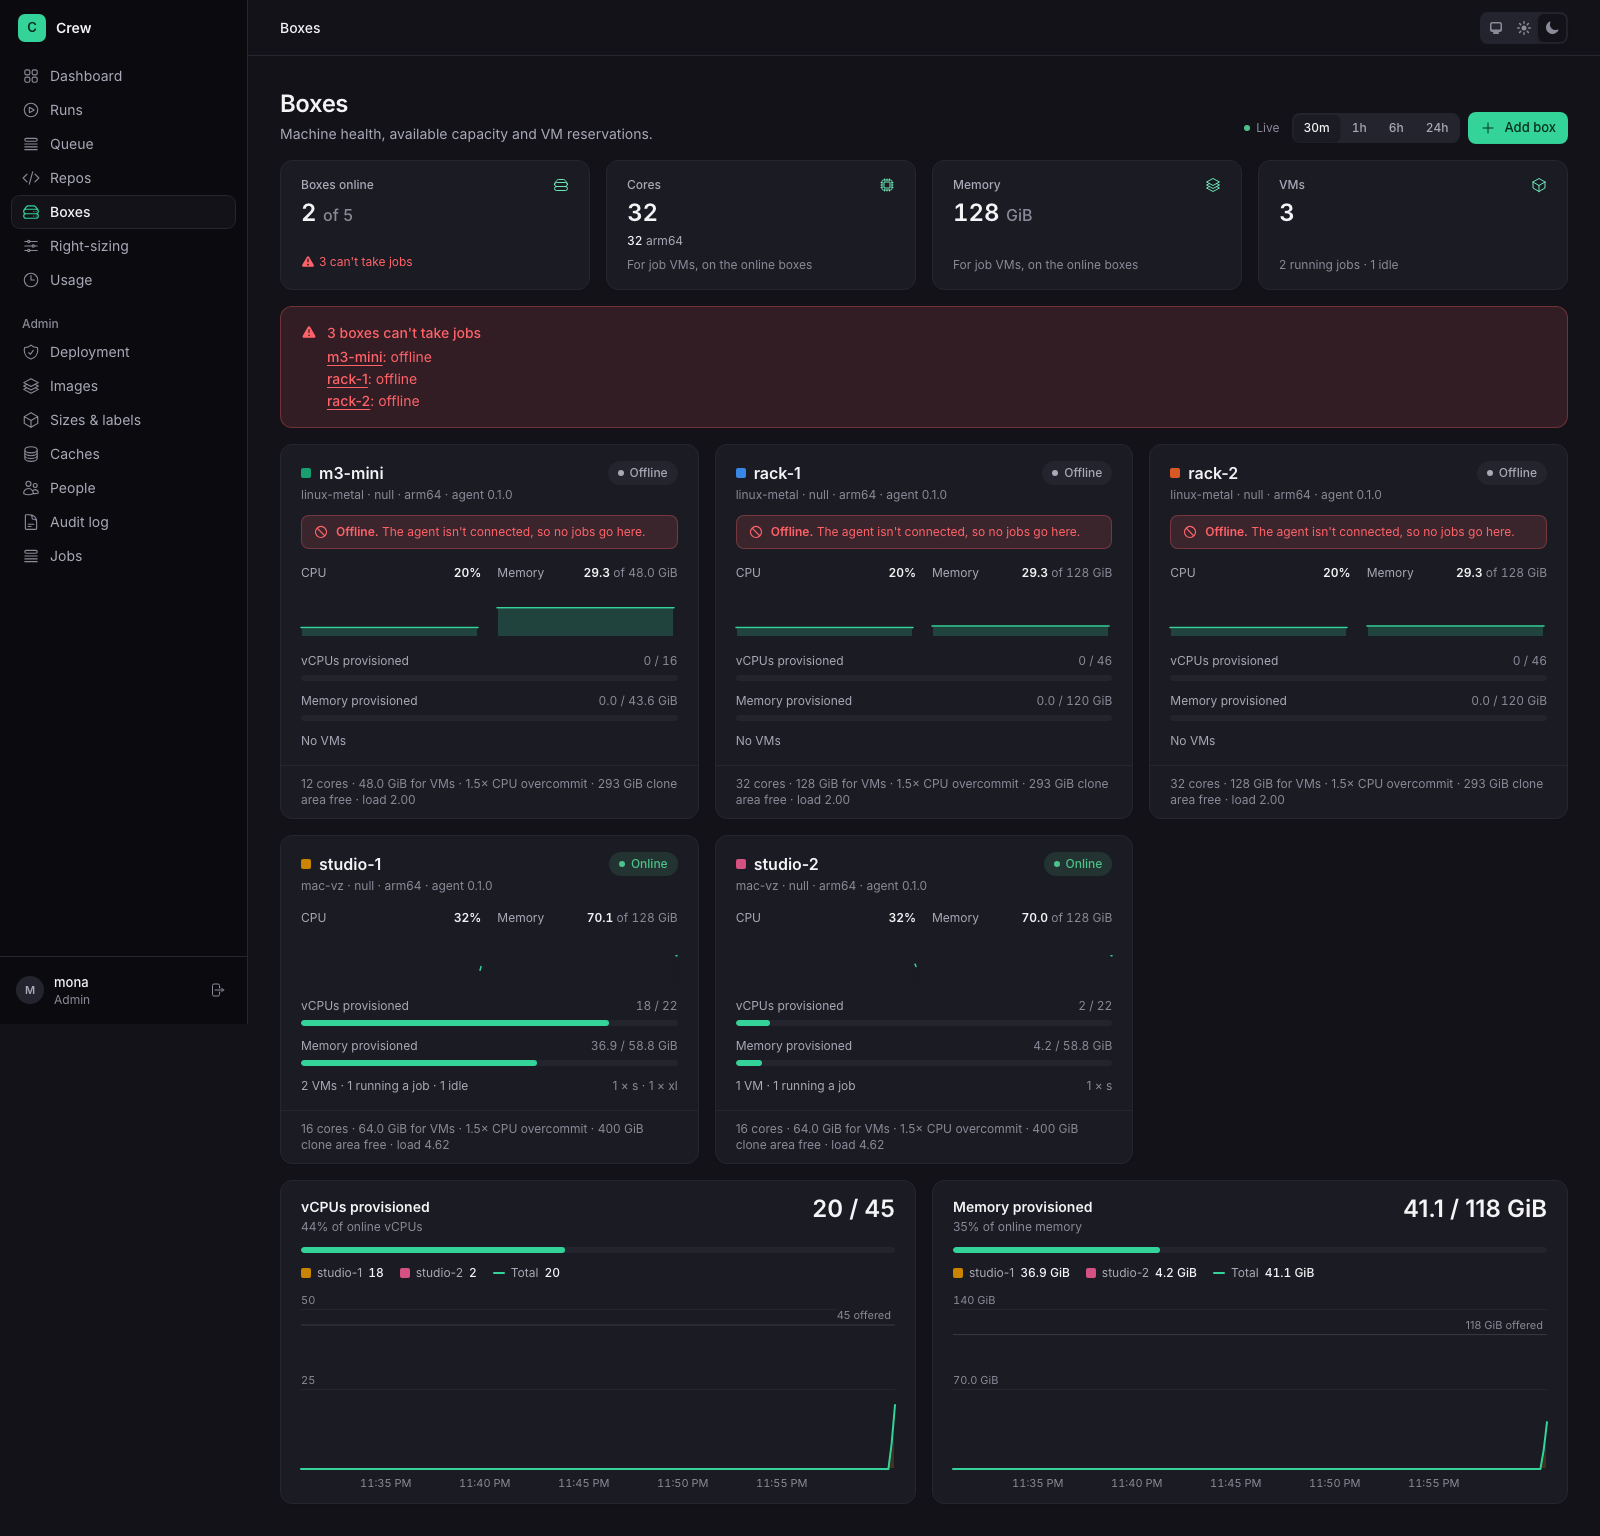 C Crew
Dashboard
Runs
Queue
Repos
Boxes
Right-sizing
Usage
Admin
Deployment
Images
Sizes & labels
Caches
People
Audit log
Jobs
M mona
Admin
Boxes
Boxes
Machine health, available capacity and VM reservations.
Live 30m 1h 6h 24h Add box
Boxes online
2 of 5
3 can't take jobs
Cores
32
32 arm64
For job VMs, on the online boxes
Memory
128 GiB
For job VMs, on the online boxes
VMs
3
2 running jobs · 1 idle
3 boxes can't take jobs
m3-mini: offline
rack-1: offline
rack-2: offline
m3-mini Offline
linux-metal · null · arm64 · agent 0.1.0
Offline. The agent isn't connected, so no jobs go here.
CPU 20% Memory 29.3 of 48.0 GiB
vCPUs provisioned 0 / 16
Memory provisioned 0.0 / 43.6 GiB
No VMs
12 cores · 48.0 GiB for VMs · 1.5× CPU overcommit · 293 GiB clone
area free · load 2.00
rack-1 Offline
linux-metal · null · arm64 · agent 0.1.0
Offline. The agent isn't connected, so no jobs go here.
CPU 20% Memory 29.3 of 128 GiB
vCPUs provisioned 0 / 46
Memory provisioned 0.0 / 120 GiB
No VMs
32 cores · 128 GiB for VMs · 1.5× CPU overcommit · 293 GiB clone
area free · load 2.00
rack-2 Offline
linux-metal · null · arm64 · agent 0.1.0
Offline. The agent isn't connected, so no jobs go here.
CPU 20% Memory 29.3 of 128 GiB
vCPUs provisioned 0 / 46
Memory provisioned 0.0 / 120 GiB
No VMs
32 cores · 128 GiB for VMs · 1.5× CPU overcommit · 293 GiB clone
area free · load 2.00
studio-1 Online
mac-vz · null · arm64 · agent 0.1.0
CPU 32% Memory 70.1 of 128 GiB
vCPUs provisioned 18 / 22
Memory provisioned 36.9 / 58.8 GiB
2 VMs · 1 running a job · 1 idle 1 × s · 1 × xl
16 cores · 64.0 GiB for VMs · 1.5× CPU overcommit · 400 GiB
clone area free · load 4.62
studio-2 Online
mac-vz · null · arm64 · agent 0.1.0
CPU 32% Memory 70.0 of 128 GiB
vCPUs provisioned 2 / 22
Memory provisioned 4.2 / 58.8 GiB
1 VM · 1 running a job 1 × s
16 cores · 64.0 GiB for VMs · 1.5× CPU overcommit · 400 GiB
clone area free · load 4.62
vCPUs provisioned 20 / 45
44% of online vCPUs
studio-1 18 studio-2 2 Total 20
50
45 offered
25
11:35 PM 11:40 PM 11:45 PM 11:50 PM 11:55 PM
Memory provisioned 41.1 / 118 GiB
35% of online memory
studio-1 36.9 GiB studio-2 4.2 GiB Total 41.1 GiB
140 GiB
118 GiB offered
70.0 GiB
11:35 PM 11:40 PM 11:45 PM 11:50 PM 11:55 PM